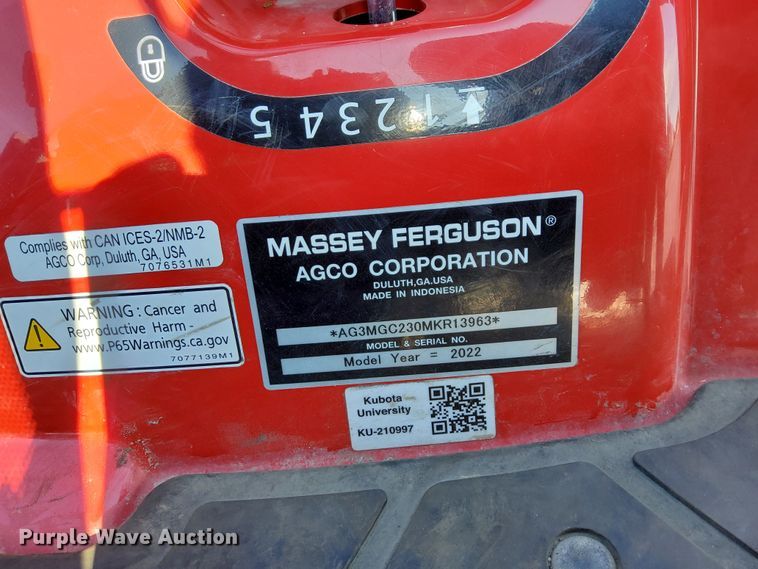 1 2 3 4 5
Complies with CAN ICES-2/NMB-2
AGCO Corp, Duluth, GA, USA
7076531M1
WARNING: Cancer and
Reproductive Harm -
www.P65Warnings.ca.gov
7077139M1
MASSEY FERGUSON®
AGCO CORPORATION
DULUTH,GA.USA
MADE IN INDONESIA
*AG3MGC230MKR13963*
MODEL & SERIAL NO.
Model Year = 2022
Kubota
University
KU-210997
Purple Wave Auction